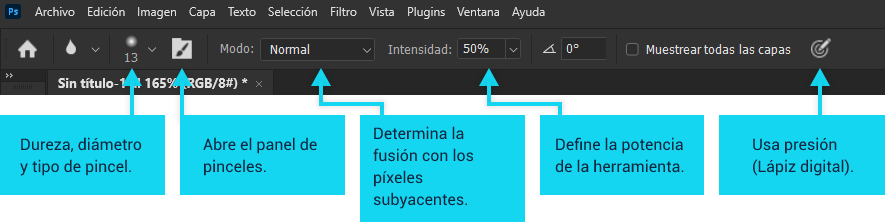 Ps Archivo Edición Imagen Capa Texto Selección Filtro Vista Plugins Ventana Ayuda
13 Modo: Normal Intensidad: 50% 0° Muestrear todas las capas
Sin título-1 165% (RGB/8#) * ×
Dureza, diámetro
y tipo de pincel.
Abre el panel de
pinceles.
Determina la
fusión con los
píxeles
subyacentes.
Define la potencia
de la herramienta.
Usa presión
(Lápiz digital).